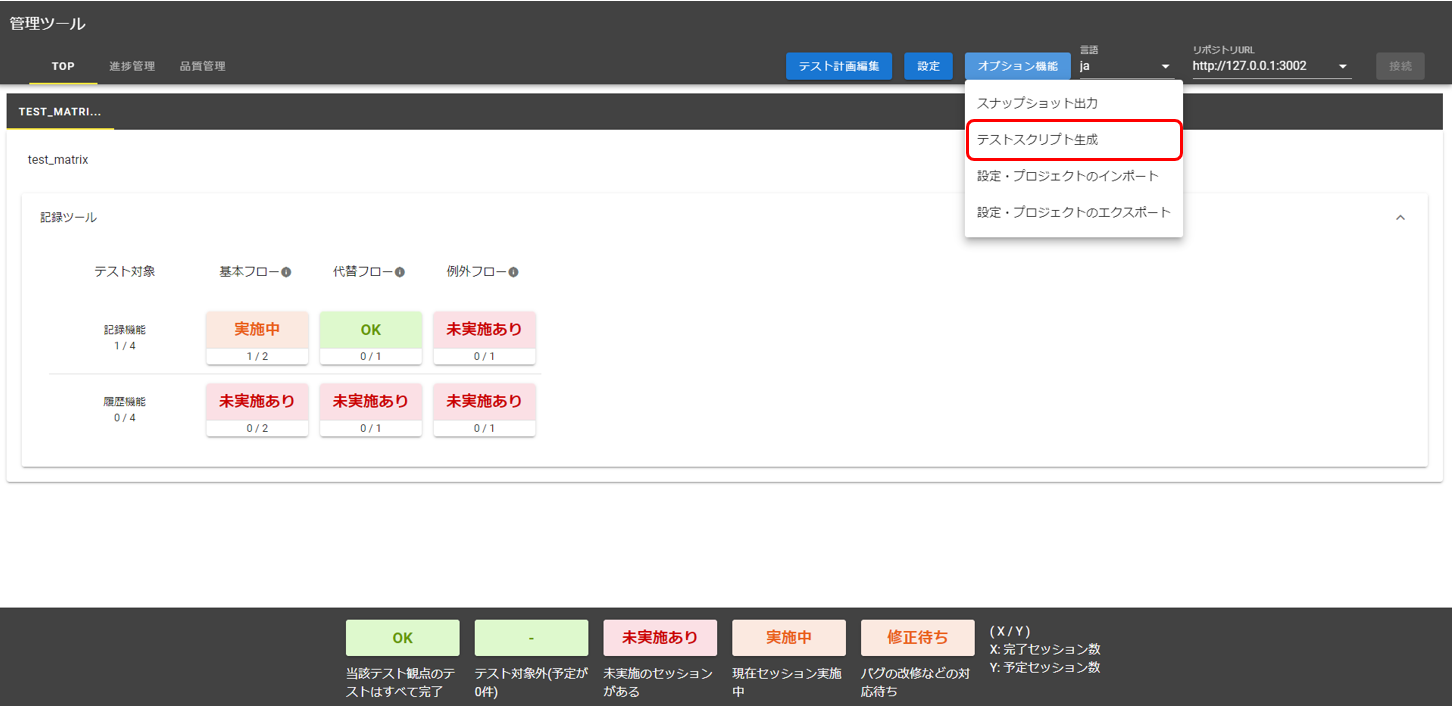 管理ツール
TOP
進捗管理
品質管理
テスト計画編集
設定
オプション機能
言語
ja
リポジトリURL
http://127.0.0.1:3002
接続
スナップショット出力
テストスクリプト生成
設定・プロジェクトのインポート
設定・プロジェクトのエクスポート
TEST_MATRI...
test_matrix
記録ツール
テスト対象
基本フロー
代替フロー
例外フロー
記録機能
1 / 4
実施中
1 / 2
OK
0 / 1
未実施あり
0 / 1
履歴機能
0 / 4
未実施あり
0 / 2
未実施あり
0 / 1
未実施あり
0 / 1
OK
当該テスト観点のテ
ストはすべて完了
-
テスト対象外(予定が
0件)
未実施あり
未実施のセッション
がある
実施中
現在セッション実施
中
修正待ち
バグの改修などの対
応待ち
( X / Y )
X: 完了セッション数
Y: 予定セッション数